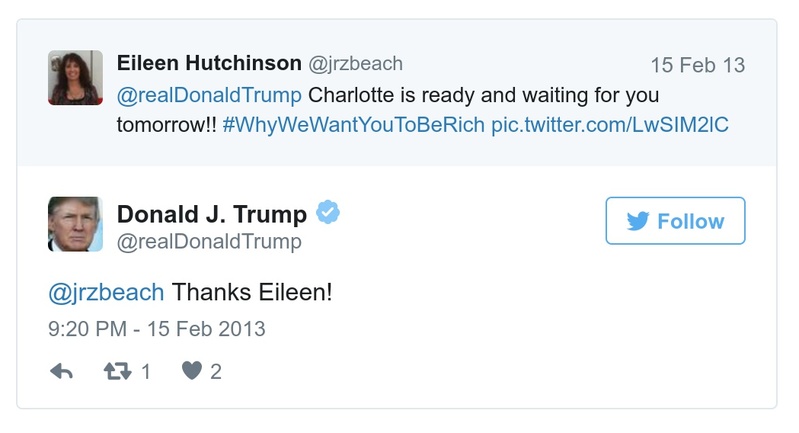 Eileen Hutchinson @jrzbeach 15 Feb 13
@realDonaldTrump Charlotte is ready and waiting for you
tomorrow!! #WhyWeWantYouToBeRich pic.twitter.com/LwSIM2lC
Donald J. Trump
Follow
@realDonaldTrump
@jrzbeach Thanks Eileen!
9:20 PM - 15 Feb 2013
1 2